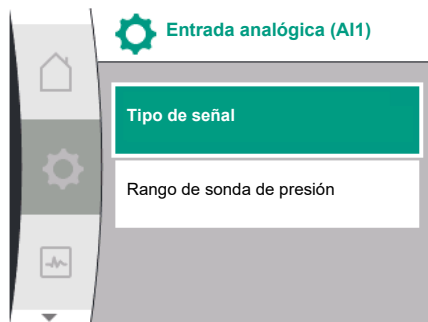 Entrada analógica (AI1)
Tipo de señal
Rango de sonda de presión